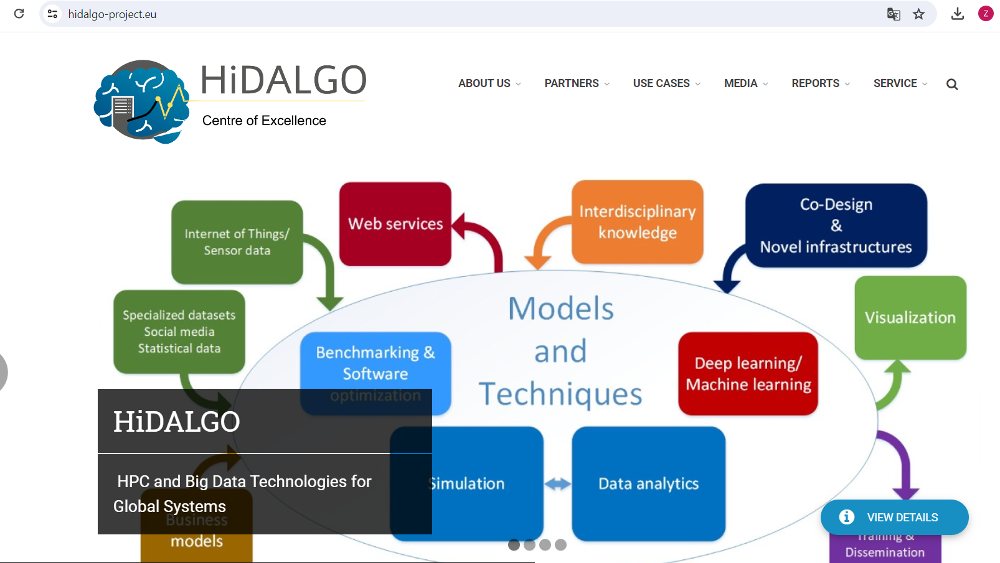 hidalgo-project.eu
Z
HiDALGO
Centre of Excellence
ABOUT US
PARTNERS
USE CASES
MEDIA
REPORTS
SERVICE
Internet of Things/
Sensor data
Web services
Interdisciplinary
knowledge
Co-Design
&
Novel infrastructures
Specialized datasets
Social media
Statistical data
Models
and
Techniques
Visualization
Benchmarking &
Software
optimization
Deep learning/
Machine learning
HiDALGO
HPC and Big Data Technologies for
Global Systems
Simulation
Data analytics
Business
models
VIEW DETAILS
Training &
Dissemination